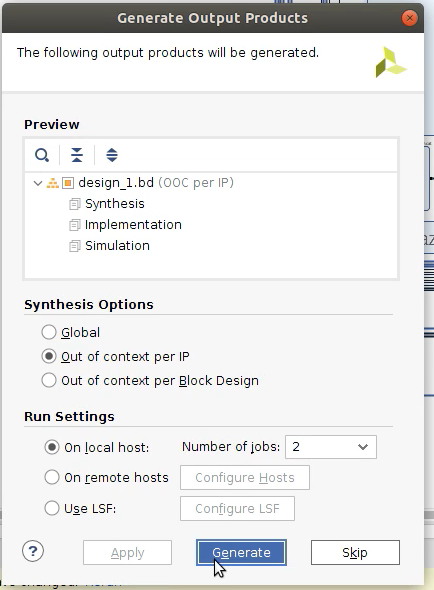 Generate Output Products
The following output products will be generated.
Preview
design_1.bd (OOC per IP)
Synthesis
Implementation
Simulation
Synthesis Options
Global
Out of context per IP
Out of context per Block Design
Run Settings
On local host: Number of jobs: 2
On remote hosts Configure Hosts
Use LSF: Configure LSF
? Apply Generate Skip